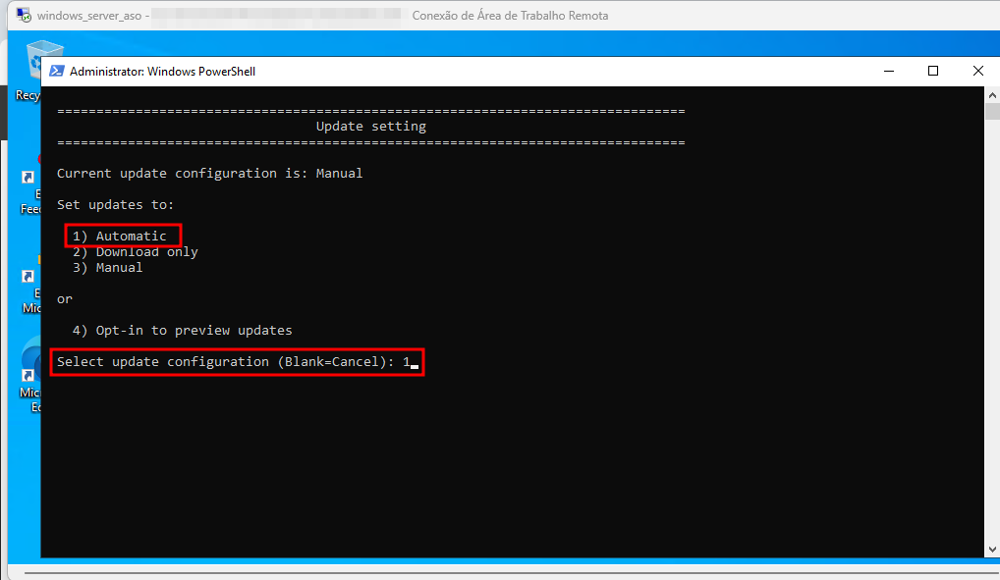 windows_server_aso - Conexão de Área de Trabalho Remota
Administrator: Windows PowerShell
Recy
================================================================================
Update setting
================================================================================
Current update configuration is: Manual
Set updates to:
1) Automatic
2) Download only
3) Manual
or
4) Opt-in to preview updates
Select update configuration (Blank=Cancel): 1
E
Feed
E
Mic
Mic
Ed